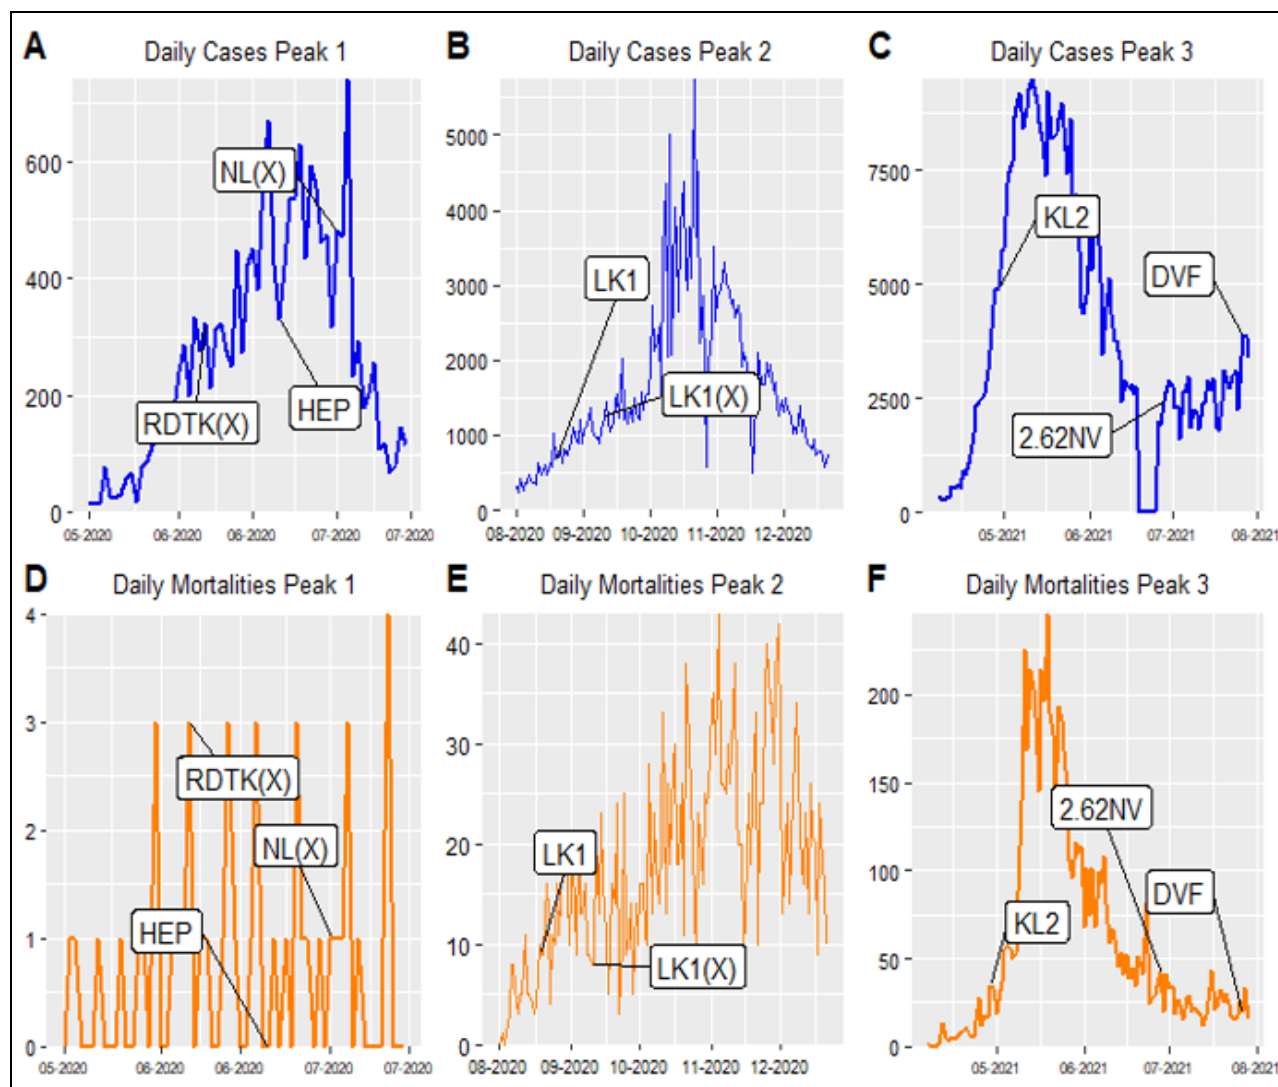 A
Daily Cases Peak 1
600
400
200
0
NL(X)
RDTK(X)
HEP
05-2020 06-2020 06-2020 07-2020 07-2020
B
Daily Cases Peak 2
5000
4000
3000
2000
1000
0
LK1
LK1(X)
08-2020 09-2020 10-2020 11-2020 12-2020
C
Daily Cases Peak 3
7500
5000
2500
0
KL2
DVF
2.62NV
05-2021 06-2021 07-2021 08-2021
D
Daily Mortalities Peak 1
4
3
2
1
0
RDTK(X)
NL(X)
HEP
05-2020 06-2020 06-2020 07-2020 07-2020
E
Daily Mortalities Peak 2
40
30
20
10
0
LK1
LK1(X)
08-2020 09-2020 10-2020 11-2020 12-2020
F
Daily Mortalities Peak 3
200
150
100
50
0
2.62NV
DVF
KL2
05-2021 06-2021 07-2021 08-2021